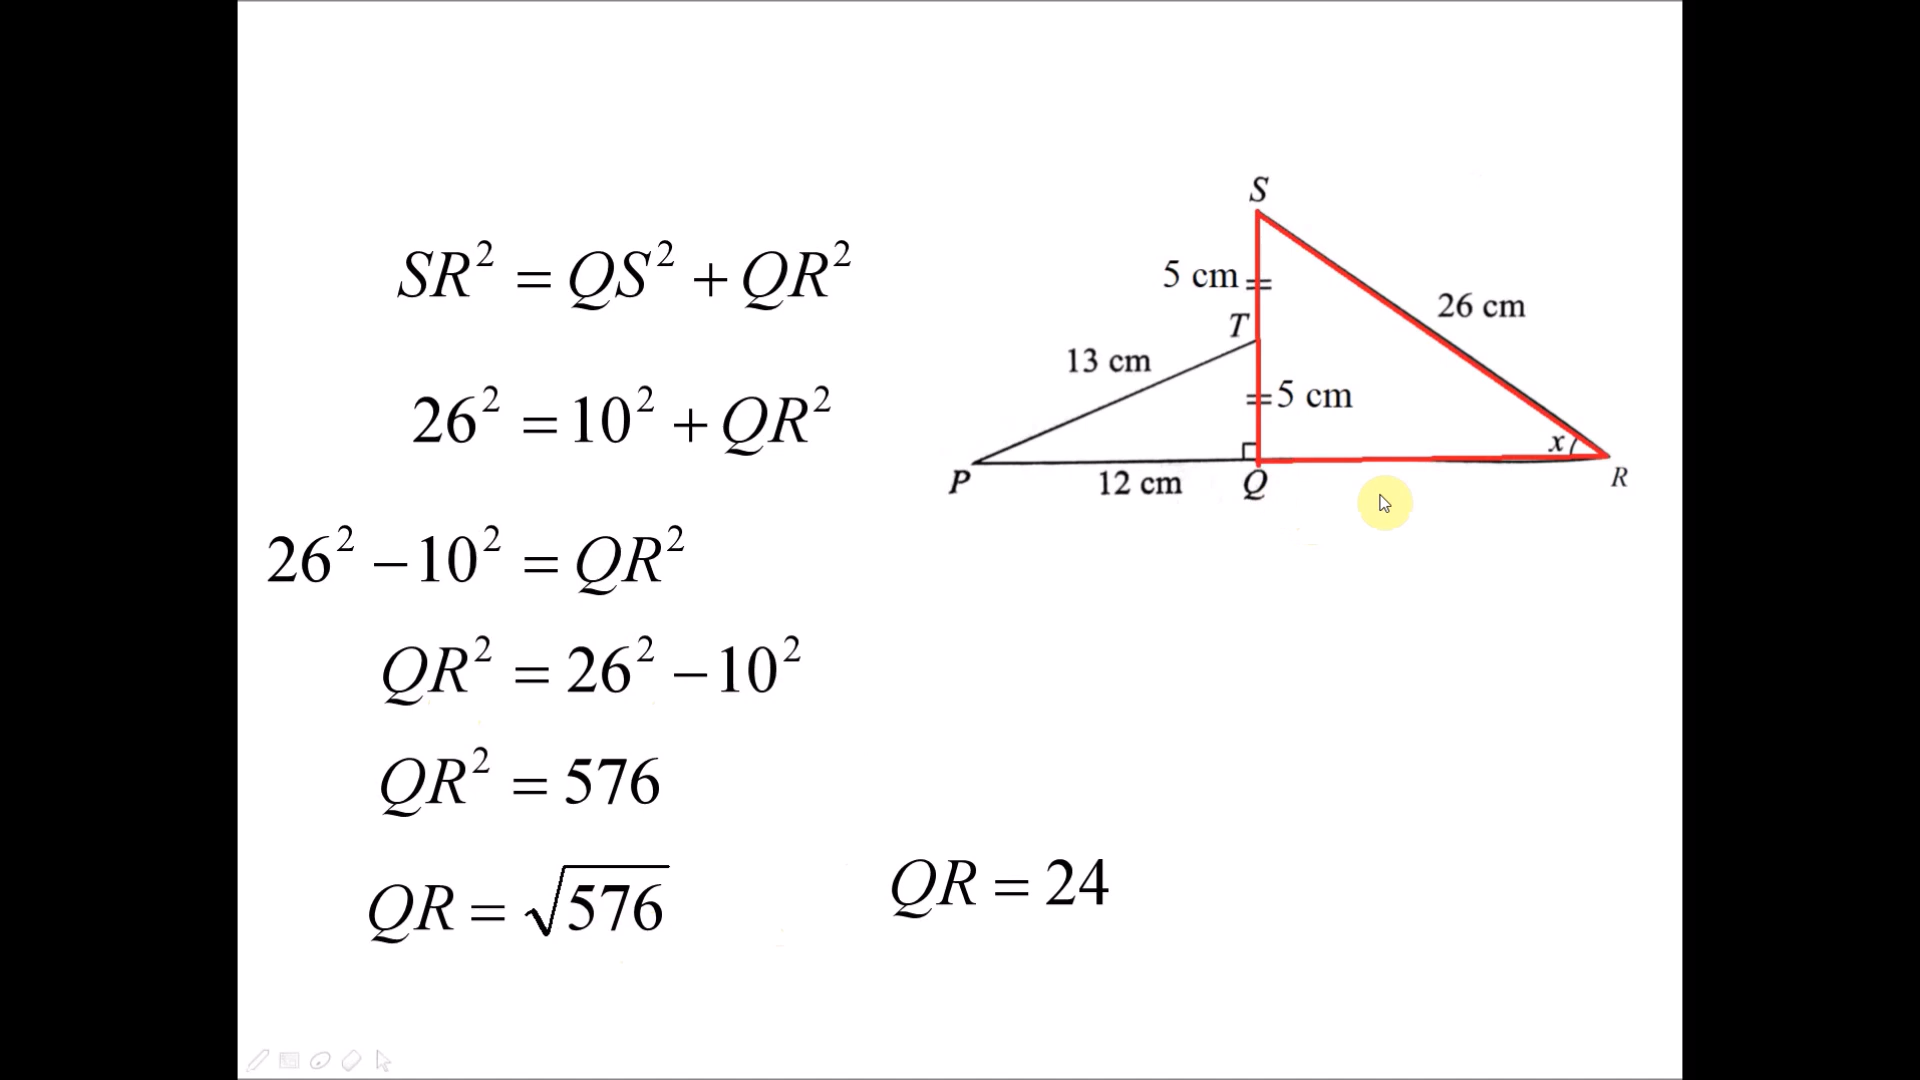 SR² = QS² + QR²
26² = 10² + QR²
26² − 10² = QR²
QR² = 26² − 10²
QR² = 576
QR = √576
QR = 24
S
5 cm
26 cm
T
13 cm
5 cm
x
P
12 cm
Q
R